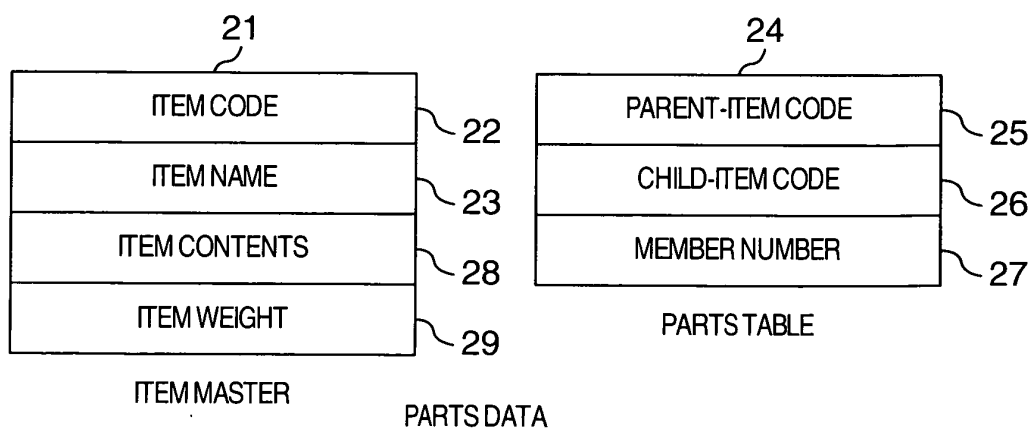 21
ITEM CODE
22
ITEM NAME
23
ITEM CONTENTS
28
ITEM WEIGHT
29
ITEM MASTER
24
PARENT-ITEM CODE
25
CHILD-ITEM CODE
26
MEMBER NUMBER
27
PARTS TABLE
PARTS DATA